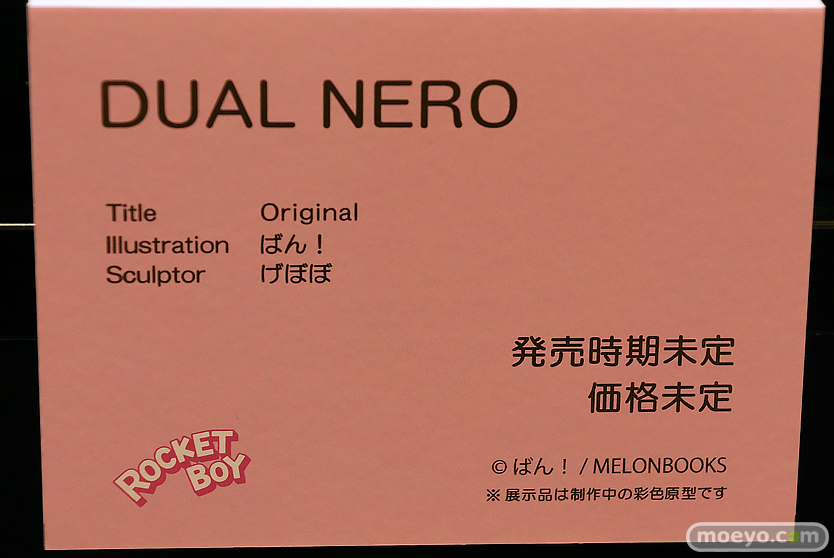 DUAL NERO
Title Original
Illustration ばん！
Sculptor げぼぼ
発売時期未定
価格未定
ROCKET
BOY
© ばん！ / MELONBOOKS
※展示品は制作中の彩色原型です
moeyo.com